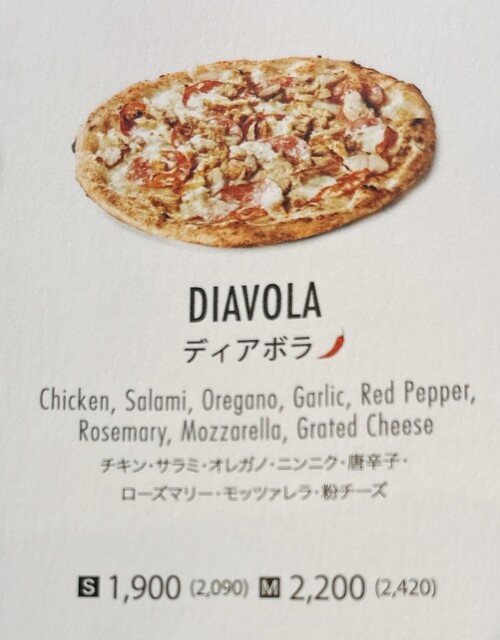 DIAVOLA
ディアボラ
Chicken, Salami, Oregano, Garlic, Red Pepper,
Rosemary, Mozzarella, Grated Cheese
チキン・サラミ・オレガノ・ニンニク・唐辛子・
ローズマリー・モッツァレラ・粉チーズ
S 1,900 (2,090) M 2,200 (2,420)